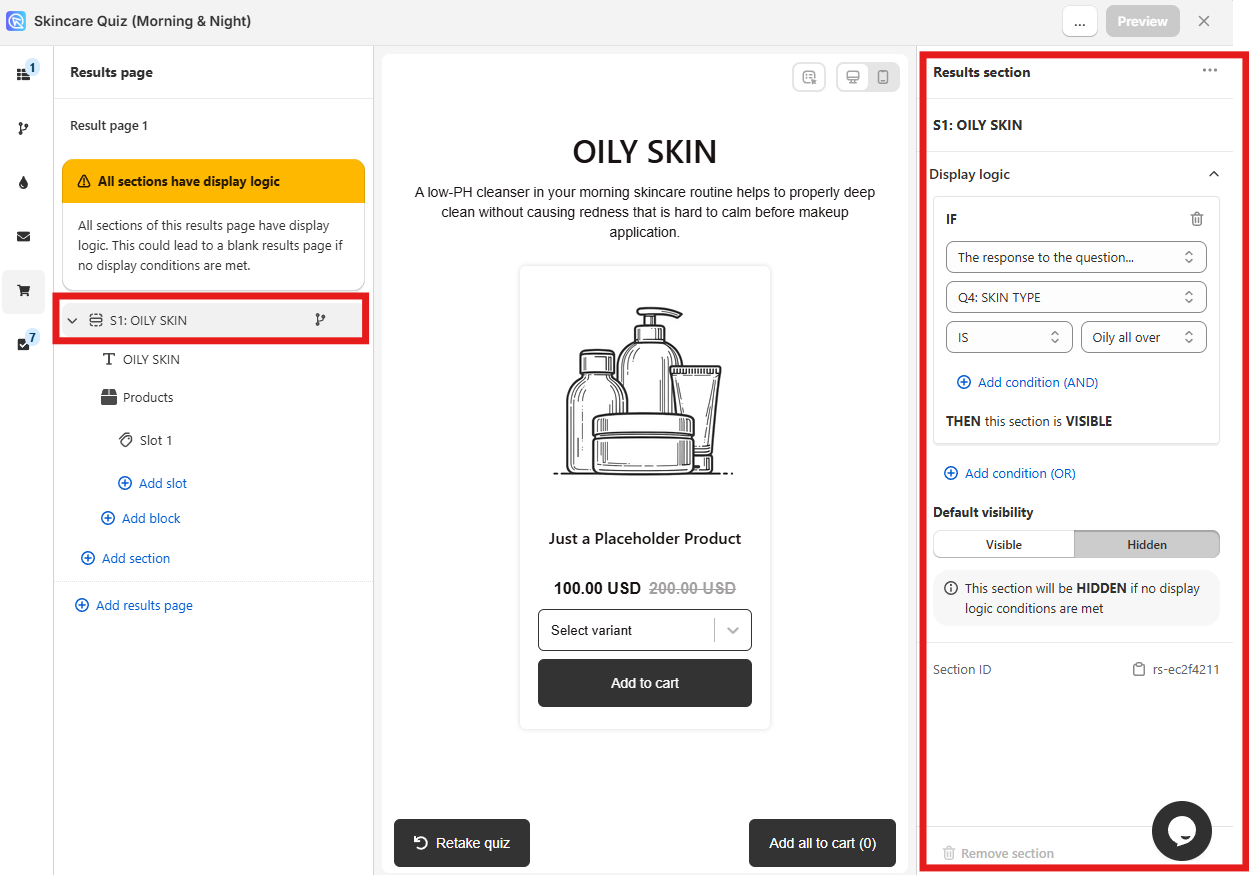 Skincare Quiz (Morning & Night)
...
Preview
1
7
Results page
Result page 1
All sections have display logic
All sections of this results page have display
logic. This could lead to a blank results page if
no display conditions are met.
S1: OILY SKIN
OILY SKIN
Products
Slot 1
Add slot
Add block
Add section
Add results page
OILY SKIN
A low-PH cleanser in your morning skincare routine helps to properly deep
clean without causing redness that is hard to calm before makeup
application.
Just a Placeholder Product
100.00 USD 200.00 USD
Select variant
Add to cart
Retake quiz
Add all to cart (0)
Results section
S1: OILY SKIN
Display logic
IF
The response to the question...
Q4: SKIN TYPE
IS
Oily all over
Add condition (AND)
THEN this section is VISIBLE
Add condition (OR)
Default visibility
Visible
Hidden
This section will be HIDDEN if no display
logic conditions are met
Section ID
rs-ec2f4211
Remove section